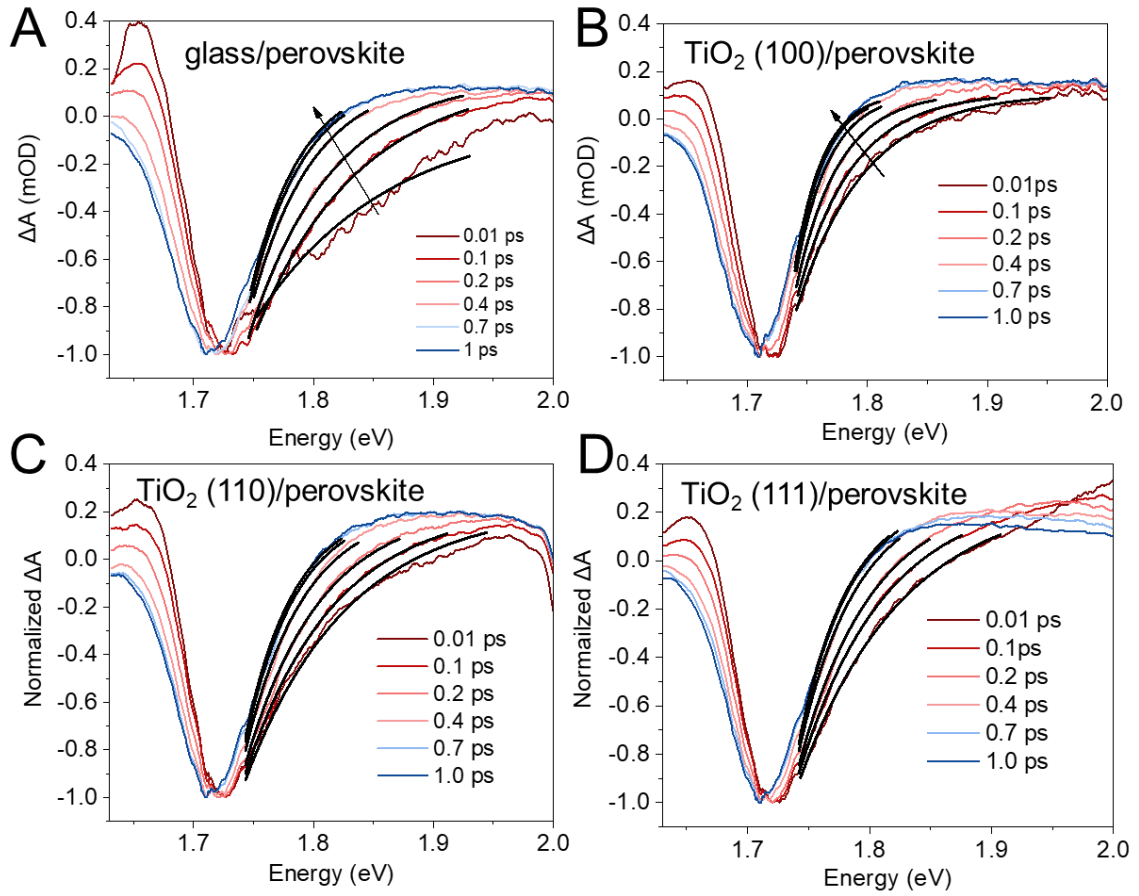 A
glass/perovskite
0.4
0.2
0.0
-0.2
-0.4
-0.6
-0.8
-1.0
ΔA (mOD)
0.01 ps
0.1 ps
0.2 ps
0.4 ps
0.7 ps
1 ps
1.7 1.8 1.9 2.0
Energy (eV)
B
TiO₂ (100)/perovskite
0.4
0.2
0.0
-0.2
-0.4
-0.6
-0.8
-1.0
ΔA (mOD)
0.01ps
0.1 ps
0.2 ps
0.4 ps
0.7 ps
1.0 ps
1.7 1.8 1.9 2.0
Energy (eV)
C
TiO₂ (110)/perovskite
0.4
0.2
0.0
-0.2
-0.4
-0.6
-0.8
-1.0
Normalized ΔA
0.01 ps
0.1 ps
0.2 ps
0.4 ps
0.7 ps
1.0 ps
1.7 1.8 1.9 2.0
Energy (eV)
D
TiO₂ (111)/perovskite
0.4
0.2
0.0
-0.2
-0.4
-0.6
-0.8
-1.0
Normailzed ΔA
0.01 ps
0.1ps
0.2 ps
0.4 ps
0.7 ps
1.0 ps
1.7 1.8 1.9 2.0
Energy (eV)